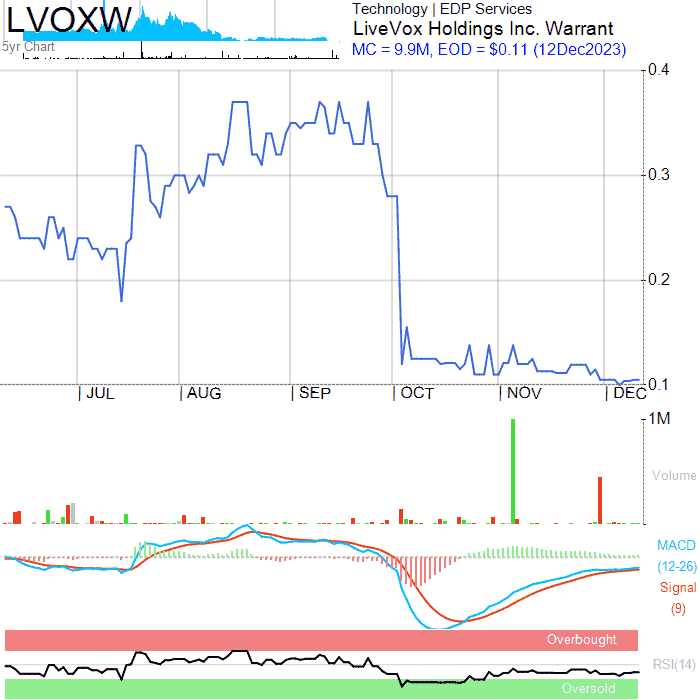 LVOXW
5yr Chart
Technology | EDP Services
LiveVox Holdings Inc. Warrant
MC = 9.9M, EOD = $0.11 (12Dec2023)
0.4
0.3
0.2
0.1
| JUL | AUG | SEP | OCT | NOV | DEC
1M
Volume
MACD
(12-26)
Signal
(9)
Overbought
RSI(14)
Oversold